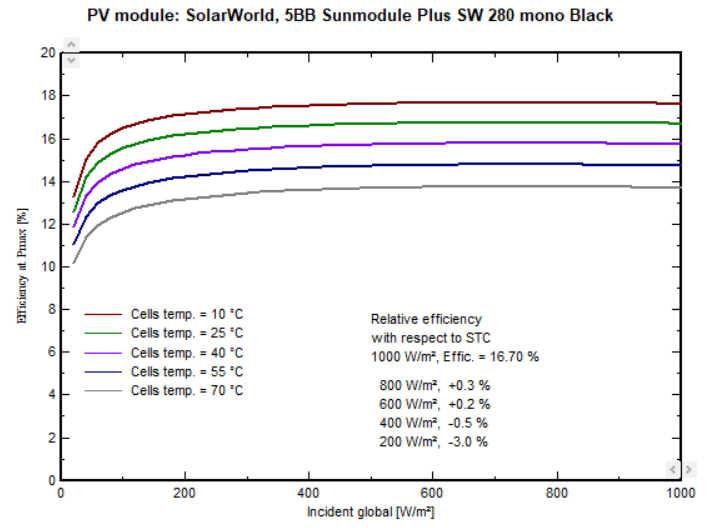 PV module: SolarWorld, 5BB Sunmodule Plus SW 280 mono Black
20
18
16
14
12
10
8
6
4
2
0
Efficiency at Pmax [%]
Cells temp. = 10 °C
Cells temp. = 25 °C
Cells temp. = 40 °C
Cells temp. = 55 °C
Cells temp. = 70 °C
Relative efficiency
with respect to STC
1000 W/m², Effic. = 16.70 %
800 W/m², +0.3 %
600 W/m², +0.2 %
400 W/m², -0.5 %
200 W/m², -3.0 %
0 200 400 600 800 1000
Incident global [W/m²]